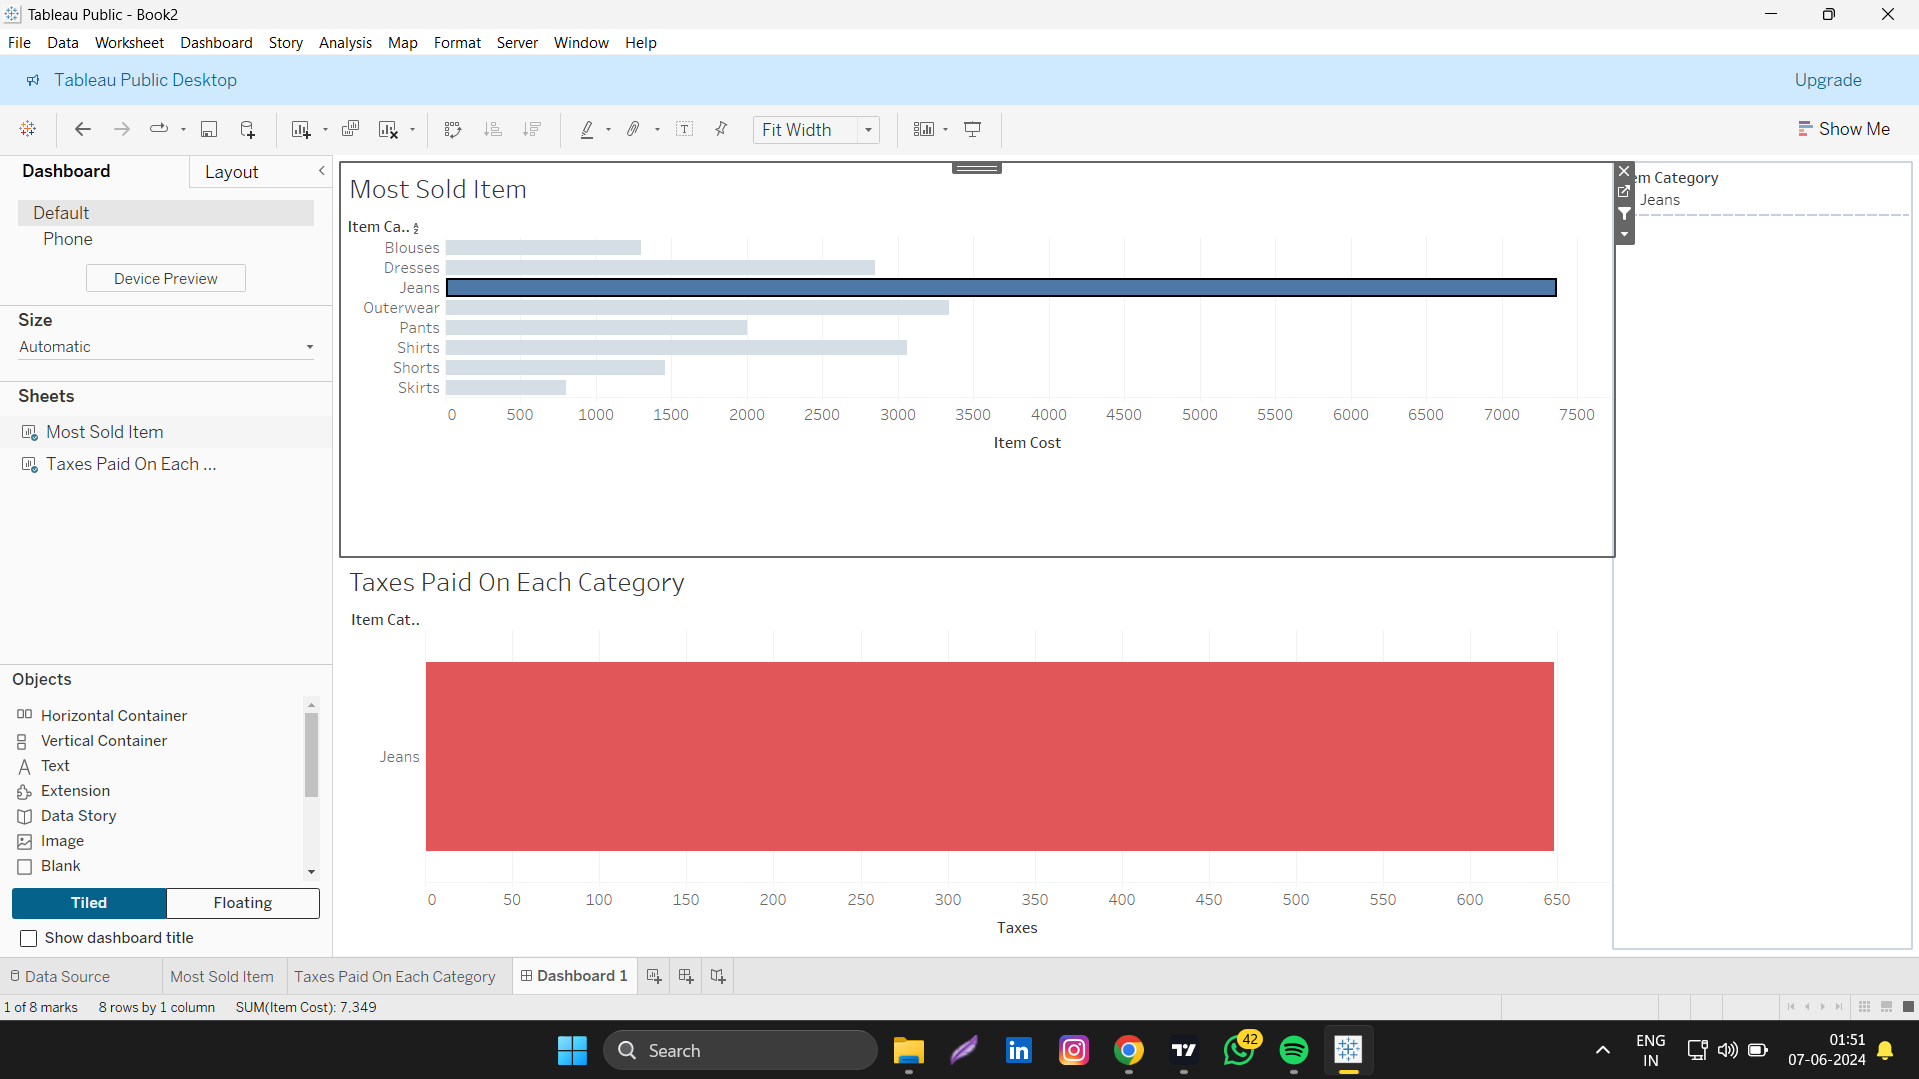 Tableau Public - Book2
File Data Worksheet Dashboard Story Analysis Map Format Server Window Help
Tableau Public Desktop
Upgrade
Fit Width
Show Me
Dashboard
Layout
Default
Phone
Device Preview
Size
Automatic
Sheets
Most Sold Item
Taxes Paid On Each ...
Objects
Horizontal Container
Vertical Container
Text
Extension
Data Story
Image
Blank
Tiled Floating
Show dashboard title
Most Sold Item
Item Ca..
Blouses
Dresses
Jeans
Outerwear
Pants
Shirts
Shorts
Skirts
0 500 1000 1500 2000 2500 3000 3500 4000 4500 5000 5500 6000 6500 7000 7500
Item Cost
em Category
Jeans
Taxes Paid On Each Category
Item Cat..
Jeans
0 50 100 150 200 250 300 350 400 450 500 550 600 650
Taxes
Data Source Most Sold Item Taxes Paid On Each Category Dashboard 1
1 of 8 marks 8 rows by 1 column SUM(Item Cost): 7,349
Search
42
ENG
IN
01:51
07-06-2024